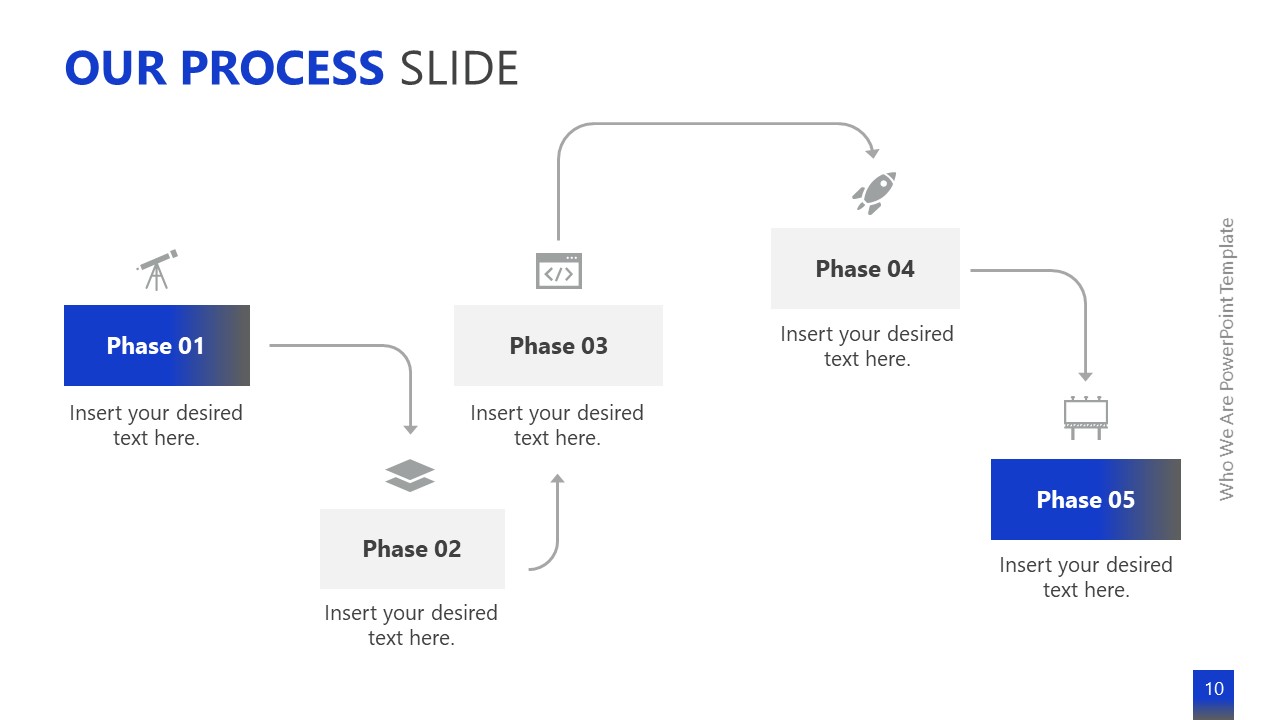 OUR PROCESS SLIDE
Phase 01
Insert your desired
text here.
Phase 02
Insert your desired
text here.
Phase 03
Insert your desired
text here.
Phase 04
Insert your desired
text here.
Phase 05
Insert your desired
text here.
Who We Are PowerPoint Template
10